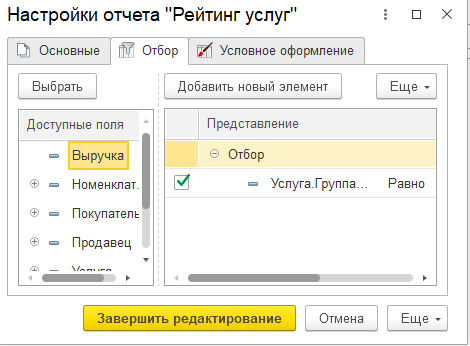 Настройки отчета "Рейтинг услуг"
Основные Отбор Условное оформление
Выбрать Добавить новый элемент Еще
Доступные поля Представление
Выручка Отбор
Номенклат. Услуга.Группа... Равно
Покупатель
Продавец
Услуга
Завершить редактирование Отмена Еще